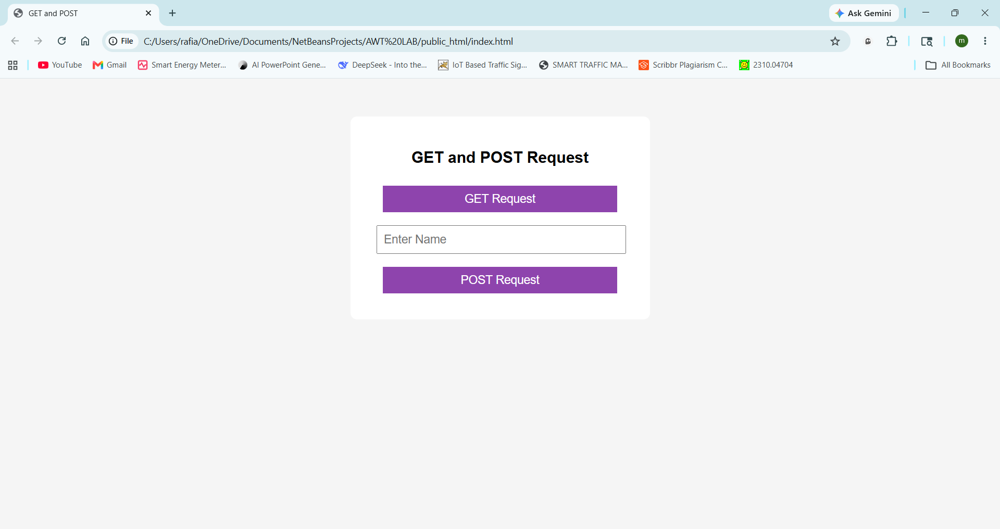 GET and POST
Ask Gemini
File
C:/Users/rafia/OneDrive/Documents/NetBeansProjects/AWT%20LAB/public_html/index.html
m
YouTube
Gmail
Smart Energy Meter...
AI PowerPoint Gene...
DeepSeek - Into the...
IoT Based Traffic Sig...
SMART TRAFFIC MA...
Scribbr Plagiarism C...
2310.04704
All Bookmarks
GET and POST Request
GET Request
Enter Name
POST Request